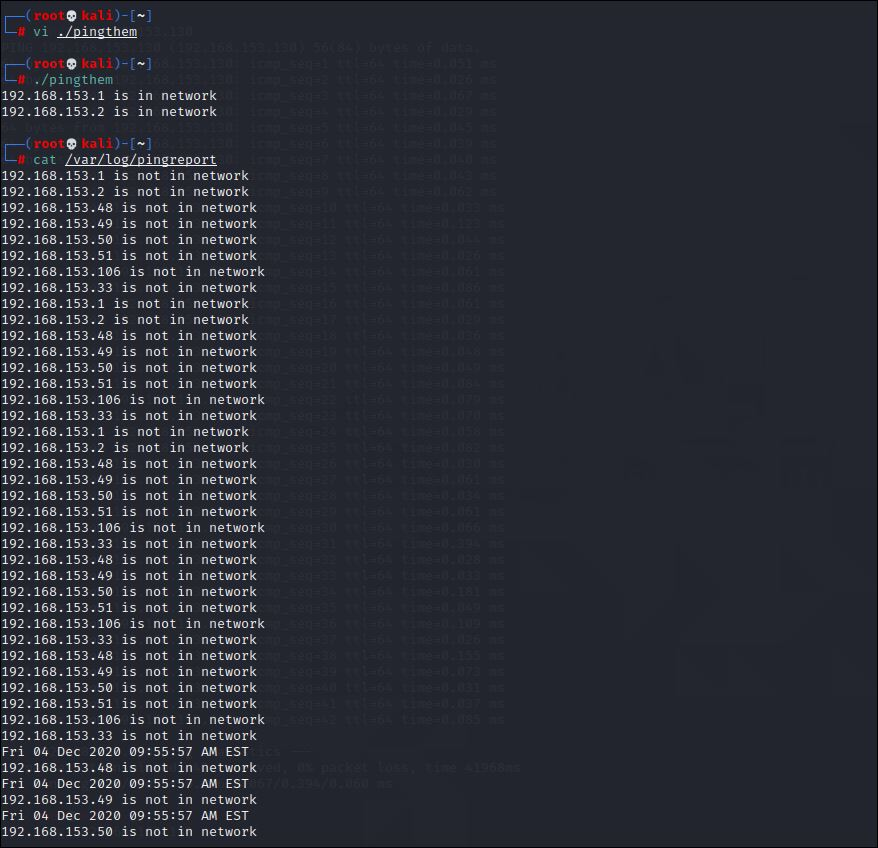 ┌──(root💀kali)-[~]
└─# vi ./pingthem
PING 192.168.153.130 (192.168.153.130) 56(84) bytes of data.
┌──(root💀kali)-[~]
└─# ./pingthem
192.168.153.1 is in network
192.168.153.2 is in network
┌──(root💀kali)-[~]
└─# cat /var/log/pingreport
192.168.153.1 is not in network
192.168.153.2 is not in network
192.168.153.48 is not in network
192.168.153.49 is not in network
192.168.153.50 is not in network
192.168.153.51 is not in network
192.168.153.106 is not in network
192.168.153.33 is not in network
192.168.153.1 is not in network
192.168.153.2 is not in network
192.168.153.48 is not in network
192.168.153.49 is not in network
192.168.153.50 is not in network
192.168.153.51 is not in network
192.168.153.106 is not in network
192.168.153.33 is not in network
192.168.153.1 is not in network
192.168.153.2 is not in network
192.168.153.48 is not in network
192.168.153.49 is not in network
192.168.153.50 is not in network
192.168.153.51 is not in network
192.168.153.106 is not in network
192.168.153.33 is not in network
192.168.153.48 is not in network
192.168.153.49 is not in network
192.168.153.50 is not in network
192.168.153.51 is not in network
192.168.153.106 is not in network
192.168.153.33 is not in network
192.168.153.48 is not in network
192.168.153.49 is not in network
192.168.153.50 is not in network
192.168.153.51 is not in network
192.168.153.106 is not in network
192.168.153.33 is not in network
Fri 04 Dec 2020 09:55:57 AM EST
192.168.153.48 is not in network
Fri 04 Dec 2020 09:55:57 AM EST
192.168.153.49 is not in network
Fri 04 Dec 2020 09:55:57 AM EST
192.168.153.50 is not in network